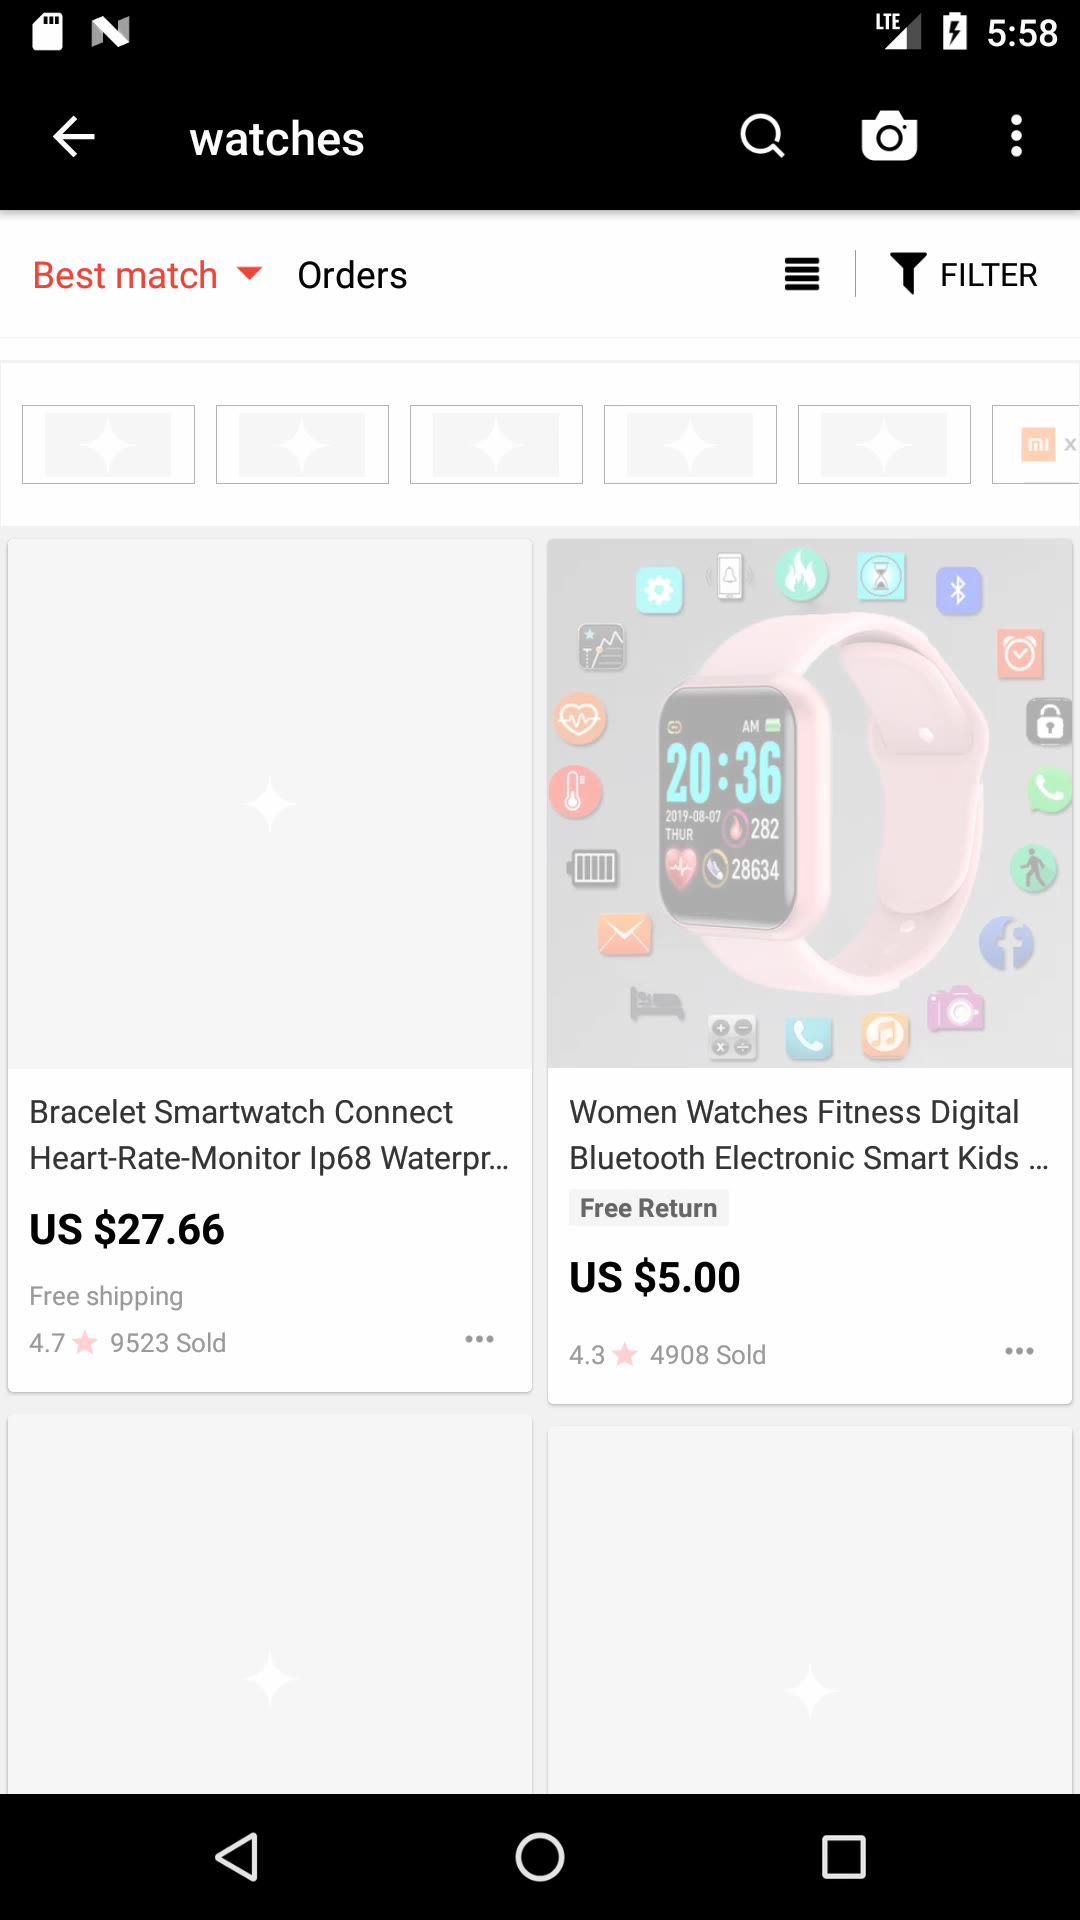 LTE 5:58
watches
Best match Orders FILTER
mi x
AM
20:36
2019-08-07
THUR 282
28634
Bracelet Smartwatch Connect
Heart-Rate-Monitor Ip68 Waterpr...
US $27.66
Free shipping
4.7 9523 Sold
Women Watches Fitness Digital
Bluetooth Electronic Smart Kids ...
Free Return
US $5.00
4.3 4908 Sold